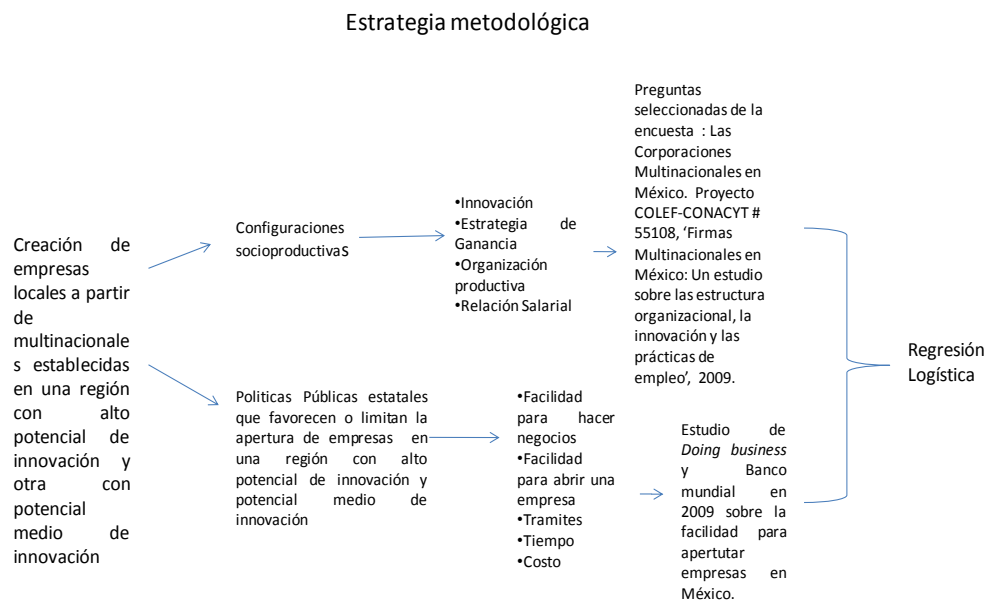 Estrategia metodológica
Creación de
empresas
locales a partir
de
multinacionale
s establecidas
en una región
con alto
potencial de
innovación y
otra con
potencial
medio de
innovación
Configuraciones
socioproductivas
•Innovación
•Estrategia de
Ganancia
•Organización
productiva
•Relación Salarial
Preguntas
seleccionadas de la
encuesta : Las
Corporaciones
Multinacionales en
México. Proyecto
COLEF-CONACYT #
55108, ‘Firmas
Multinacionales en
México: Un estudio
sobre las estructura
organizacional, la
innovación y las
prácticas de
empleo’, 2009.
Politicas Públicas estatales
que favorecen o limitan la
apertura de empresas en
una región con alto
potencial de innovación y
potencial medio de
innovación
•Facilidad
para hacer
negocios
•Facilidad
para abrir una
empresa
•Tramites
•Tiempo
•Costo
Estudio de
Doing business
y Banco
mundial en
2009 sobre la
facilidad para
apertutar
empresas en
México.
Regresión
Logística